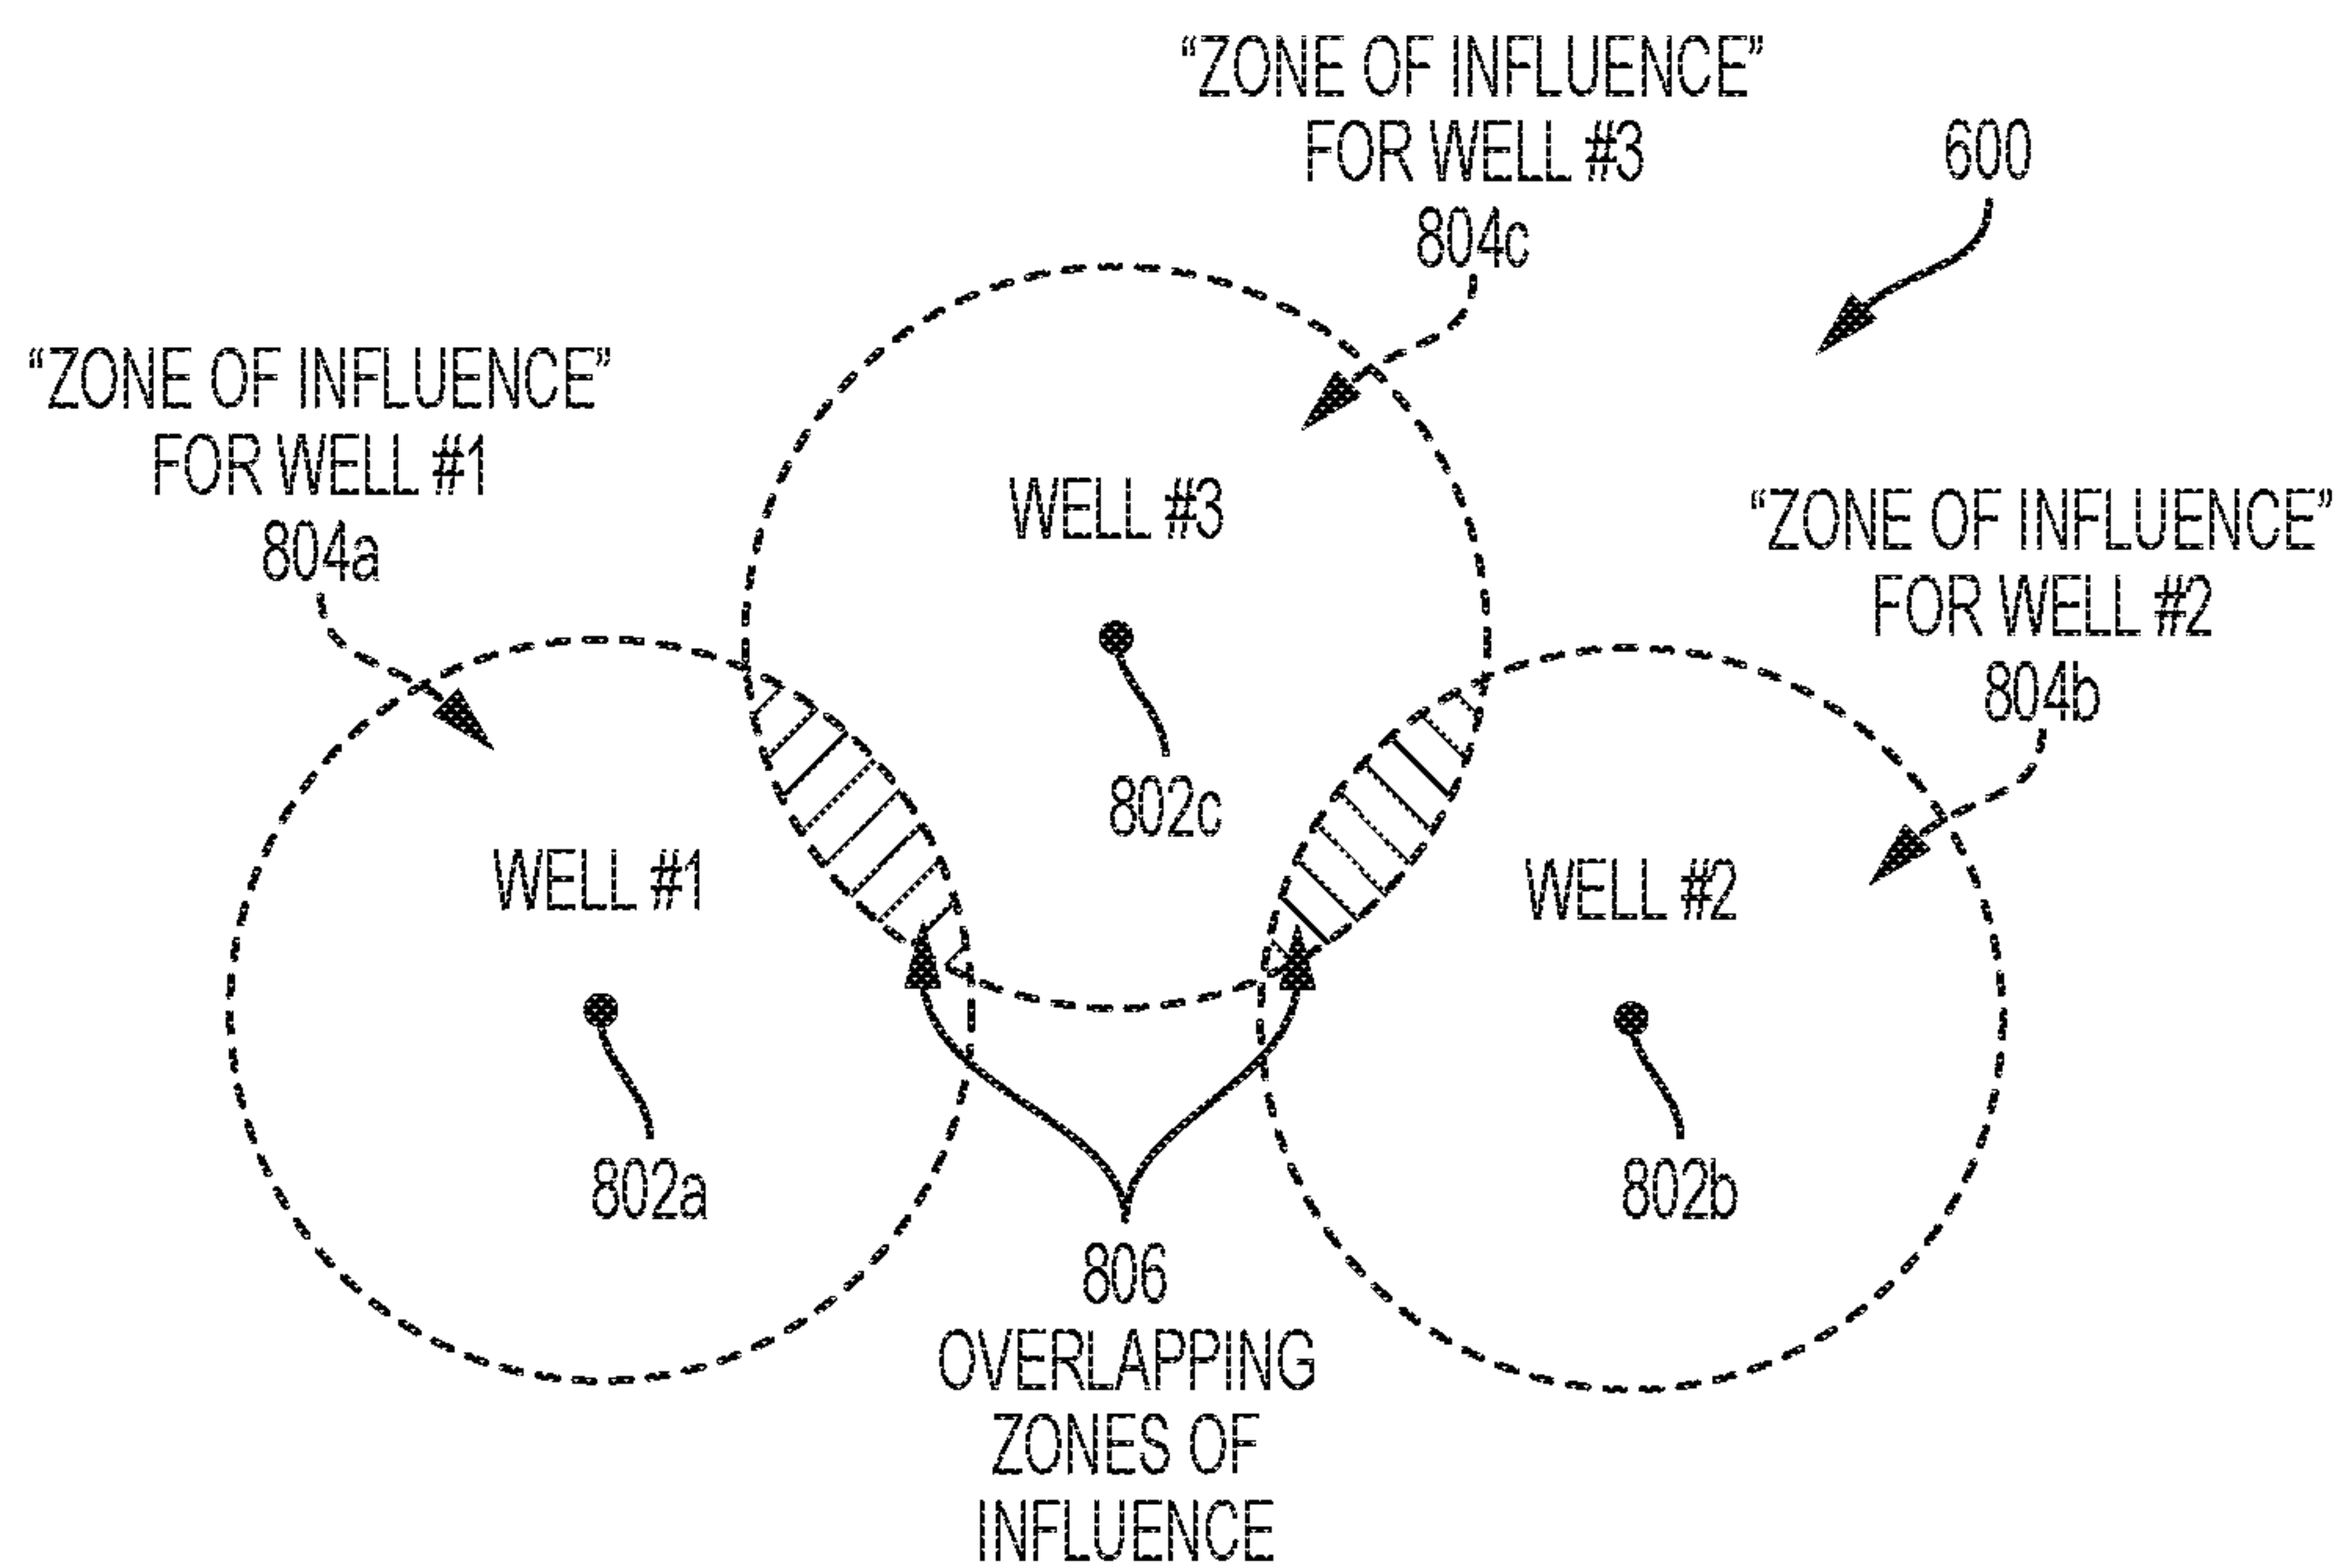 “ZONE OF INFLUENCE”
FOR WELL #3
804c
600
“ZONE OF INFLUENCE”
FOR WELL #1
804a
WELL #3
“ZONE OF INFLUENCE”
FOR WELL #2
804b
802c
WELL #1
WELL #2
802a
802b
806
OVERLAPPING
ZONES OF
INFLUENCE